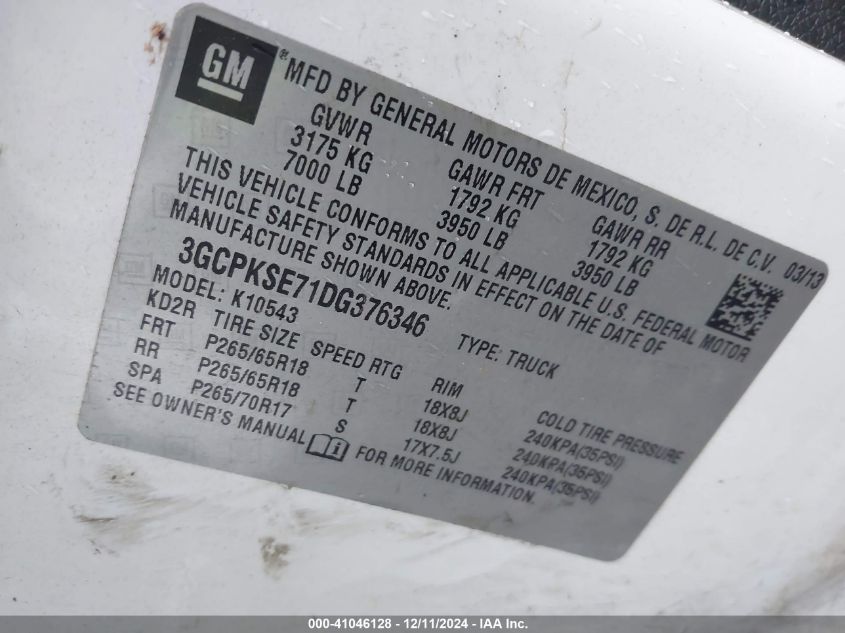 GM ® MFD BY GENERAL MOTORS DE MEXICO, S. DE R.L. DE C.V. 03/13
GVWR GAWR FRT GAWR RR
3175 KG 1792 KG 1792 KG
7000 LB 3950 LB 3950 LB
THIS VEHICLE CONFORMS TO ALL APPLICABLE U.S. FEDERAL MOTOR
VEHICLE SAFETY STANDARDS IN EFFECT ON THE DATE OF
MANUFACTURE SHOWN ABOVE.
3GCPKSE71DG376346 TYPE: TRUCK
MODEL: K10543
KD2R TIRE SIZE SPEED RTG RIM COLD TIRE PRESSURE
FRT P265/65R18 T 18X8J 240KPA(35PSI)
RR P265/65R18 T 18X8J 240KPA(35PSI)
SPA P265/70R17 S 17X7.5J 240KPA(35PSI)
SEE OWNER'S MANUAL FOR MORE INFORMATION.
000-41046128 - 12/11/2024 - IAA Inc.